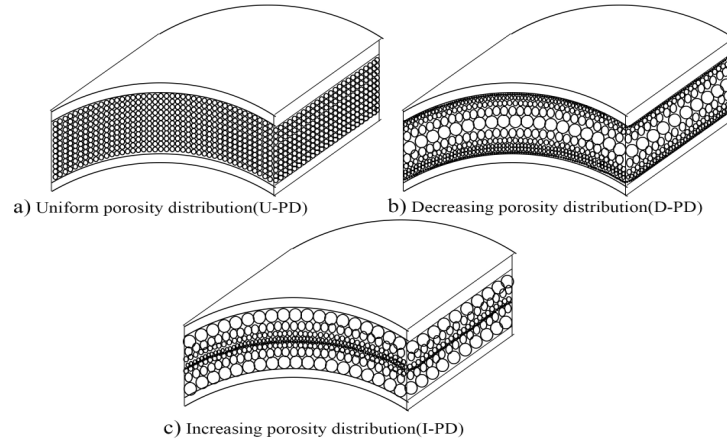 a) Uniform porosity distribution(U-PD)
b) Decreasing porosity distribution(D-PD)
c) Increasing porosity distribution(I-PD)